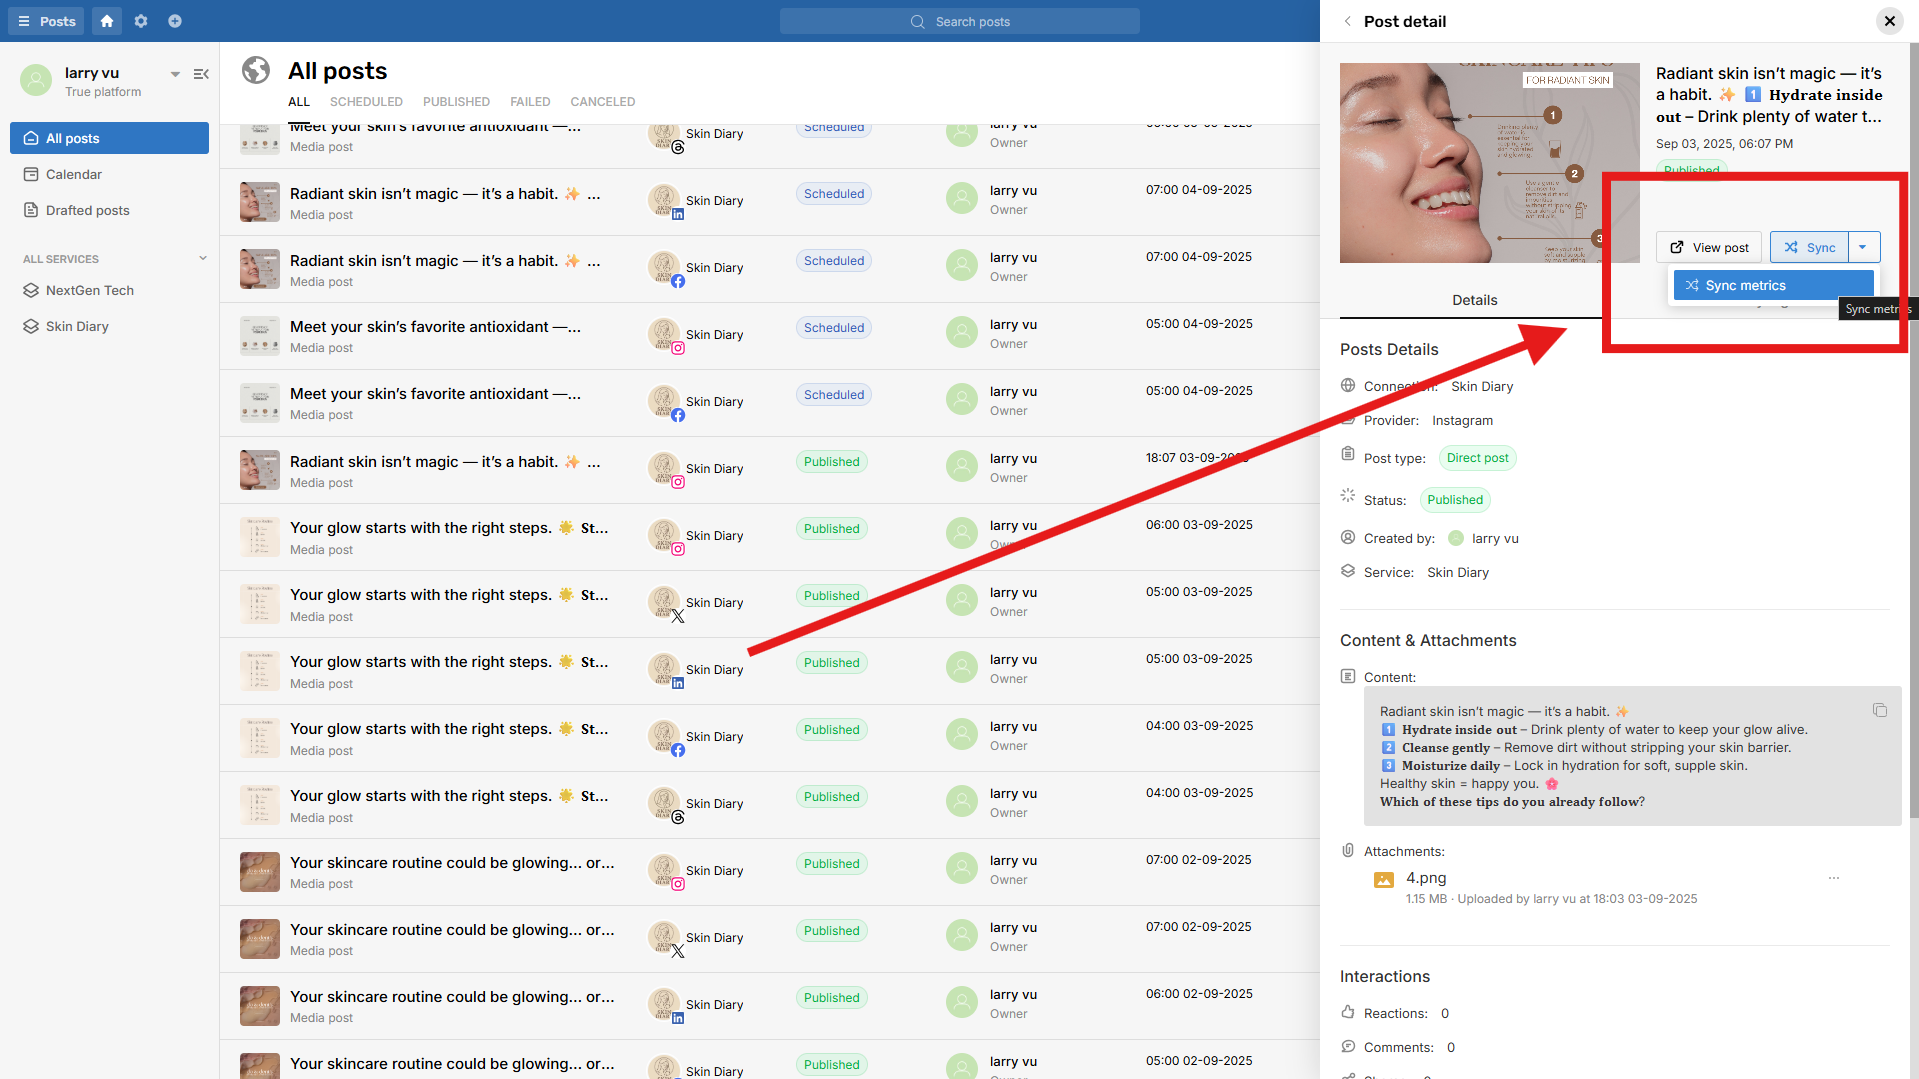 Posts
Search posts
larry vu
True platform
All posts
Calendar
Drafted posts
ALL SERVICES
NextGen Tech
Skin Diary
All posts
ALL SCHEDULED PUBLISHED FAILED CANCELED
Meet your skin's favorite antioxidant —... Scheduled larry vu
Media post Skin Diary Owner
Radiant skin isn't magic — it's a habit. ✨ ... Skin Diary Scheduled larry vu 07:00 04-09-2025
Media post Owner
Radiant skin isn't magic — it's a habit. ✨ ... Skin Diary Scheduled larry vu 07:00 04-09-2025
Media post Owner
Meet your skin's favorite antioxidant —... Skin Diary Scheduled larry vu 05:00 04-09-2025
Media post Owner
Meet your skin's favorite antioxidant —... Skin Diary Scheduled larry vu 05:00 04-09-2025
Media post Owner
Radiant skin isn't magic — it's a habit. ✨ ... Skin Diary Published larry vu 18:07 03-09-2025
Media post Owner
Your glow starts with the right steps. 🌟 St... Skin Diary Published larry vu 06:00 03-09-2025
Media post Owner
Your glow starts with the right steps. 🌟 St... Skin Diary Published larry vu 05:00 03-09-2025
Media post Owner
Your glow starts with the right steps. 🌟 St... Skin Diary Published larry vu 05:00 03-09-2025
Media post Owner
Your glow starts with the right steps. 🌟 St... Skin Diary Published larry vu 04:00 03-09-2025
Media post Owner
Your glow starts with the right steps. 🌟 St... Skin Diary Published larry vu 04:00 03-09-2025
Media post Owner
Your skincare routine could be glowing... or... Skin Diary Published larry vu 07:00 02-09-2025
Media post Owner
Your skincare routine could be glowing... or... Skin Diary Published larry vu 07:00 02-09-2025
Media post Owner
Your skincare routine could be glowing... or... Skin Diary Published larry vu 06:00 02-09-2025
Media post Owner
Your skincare routine could be glowing... or... Skin Diary Published larry vu 05:00 02-09-2025
Post detail
FOR RADIANT SKIN
1
2
3
Radiant skin isn't magic — it's
a habit. ✨ 1️⃣ Hydrate inside
out – Drink plenty of water t...
Sep 03, 2025, 06:07 PM
Published
View post
Sync
Sync metrics
Sync metrics
Details
Posts Details
Connection: Skin Diary
Provider: Instagram
Post type: Direct post
Status: Published
Created by: larry vu
Service: Skin Diary
Content & Attachments
Content:
Radiant skin isn't magic — it's a habit. ✨
1️⃣ Hydrate inside out – Drink plenty of water to keep your glow alive.
2️⃣ Cleanse gently – Remove dirt without stripping your skin barrier.
3️⃣ Moisturize daily – Lock in hydration for soft, supple skin.
Healthy skin = happy you. 🌸
Which of these tips do you already follow?
Attachments:
4.png
1.15 MB · Uploaded by larry vu at 18:03 03-09-2025
Interactions
Reactions: 0
Comments: 0